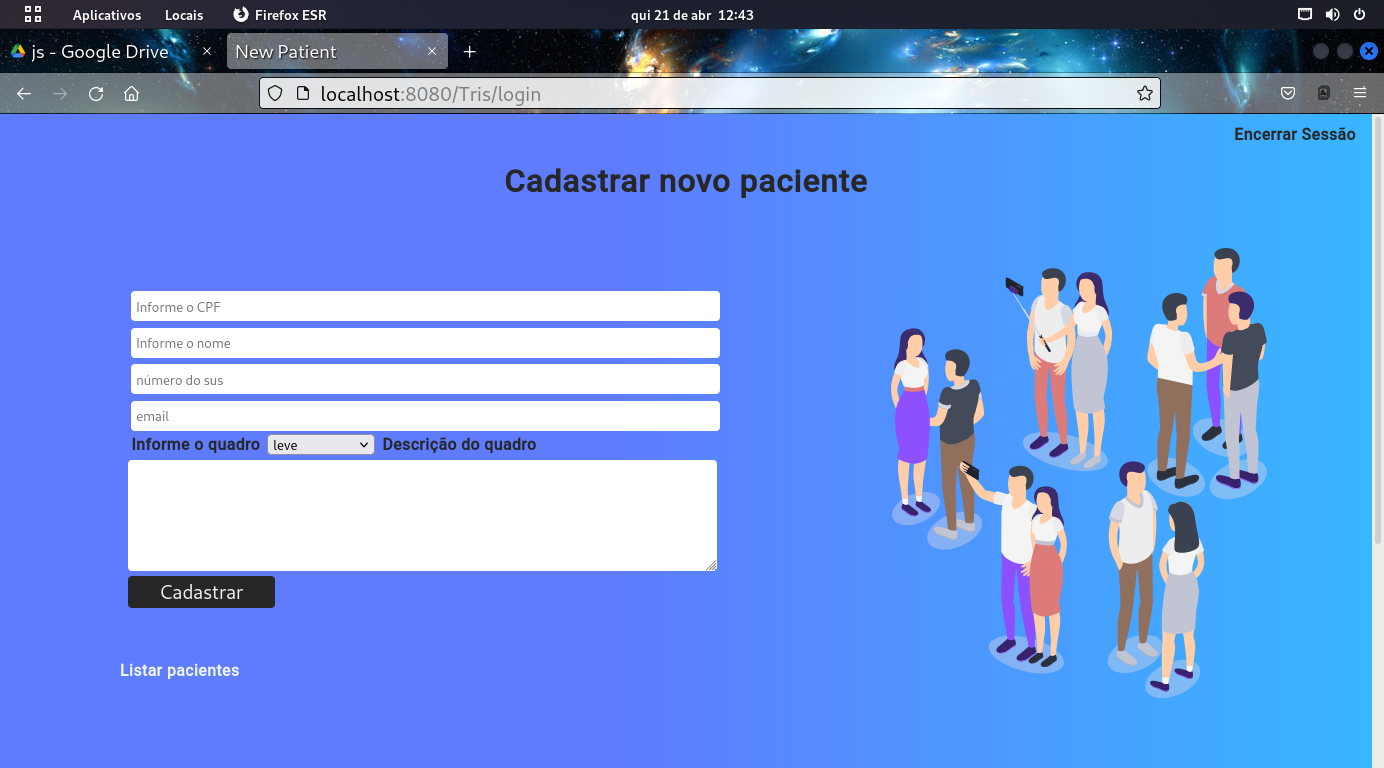 Aplicativos Locais Firefox ESR qui 21 de abr 12:43
js - Google Drive New Patient
localhost:8080/Tris/login
Encerrar Sessão
Cadastrar novo paciente
Informe o CPF
Informe o nome
número do sus
email
Informe o quadro leve Descrição do quadro
Cadastrar
Listar pacientes